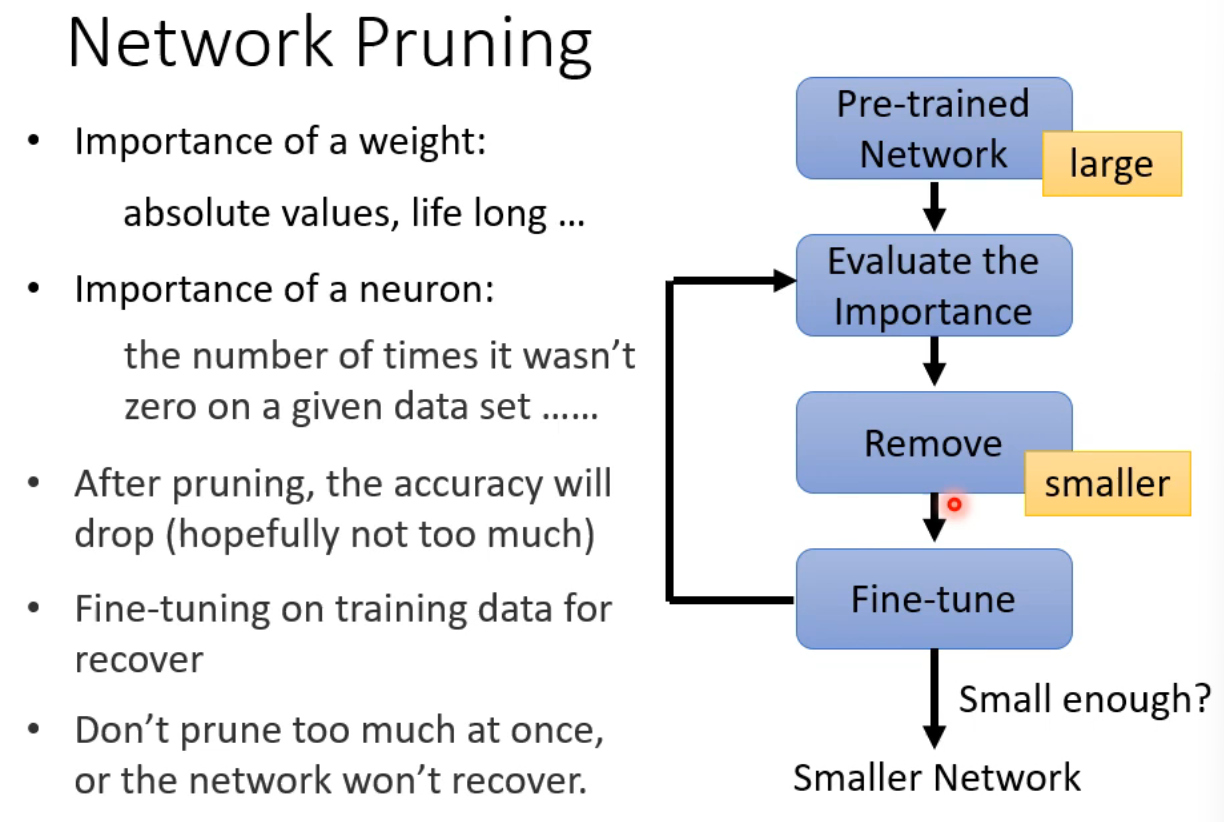 Network Pruning
• Importance of a weight:
absolute values, life long ...
• Importance of a neuron:
the number of times it wasn’t
zero on a given data set ......
• After pruning, the accuracy will
drop (hopefully not too much)
• Fine-tuning on training data for
recover
• Don’t prune too much at once,
or the network won’t recover.
Pre-trained
Network
large
Evaluate the
Importance
Remove
smaller
Fine-tune
Small enough?
Smaller Network